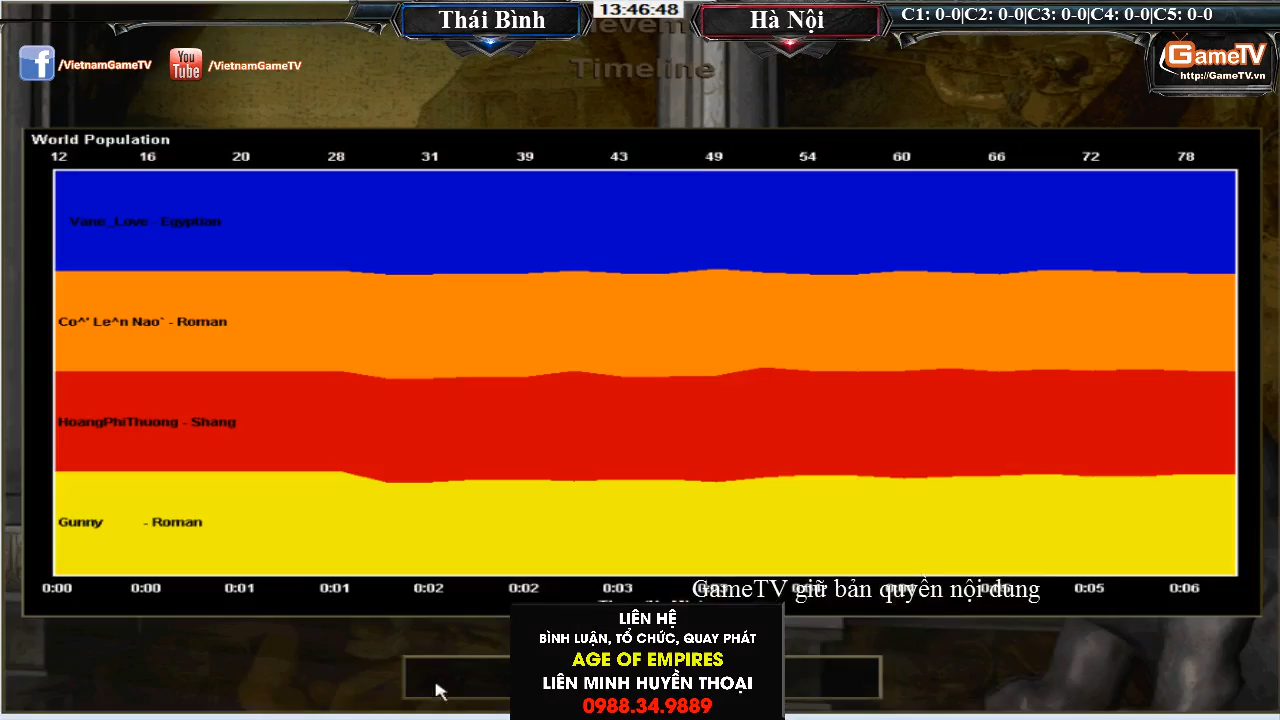 Thái Bình
13:46:48
Hà Nội
C1: 0-0|C2: 0-0|C3: 0-0|C4: 0-0|C5: 0-0
Timeline
f /VietnamGameTV
You Tube /VietnamGameTV
GameTV
http://GameTV.vn
World Population
12 16 20 28 31 39 43 49 54 60 66 72 78
Vane_Love - Egyptian
Co^' Le^n Nao` - Roman
HoangPhiThuong - Shang
Gunny - Roman
0:00 0:00 0:01 0:01 0:02 0:02 0:03 0:03 0:05 0:06
GameTV giữ bản quyền nội dung
LIÊN HỆ
BÌNH LUẬN, TỔ CHỨC, QUAY PHÁT
AGE OF EMPIRES
LIÊN MINH HUYỀN THOẠI
0988.34.9889